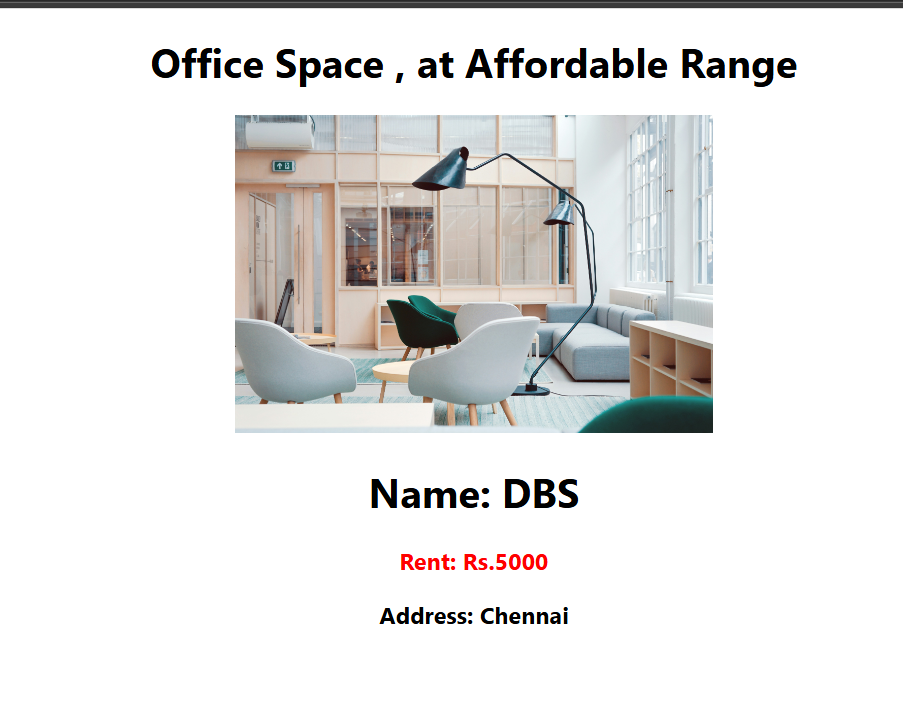 Office Space , at Affordable Range
Name: DBS
Rent: Rs.5000
Address: Chennai